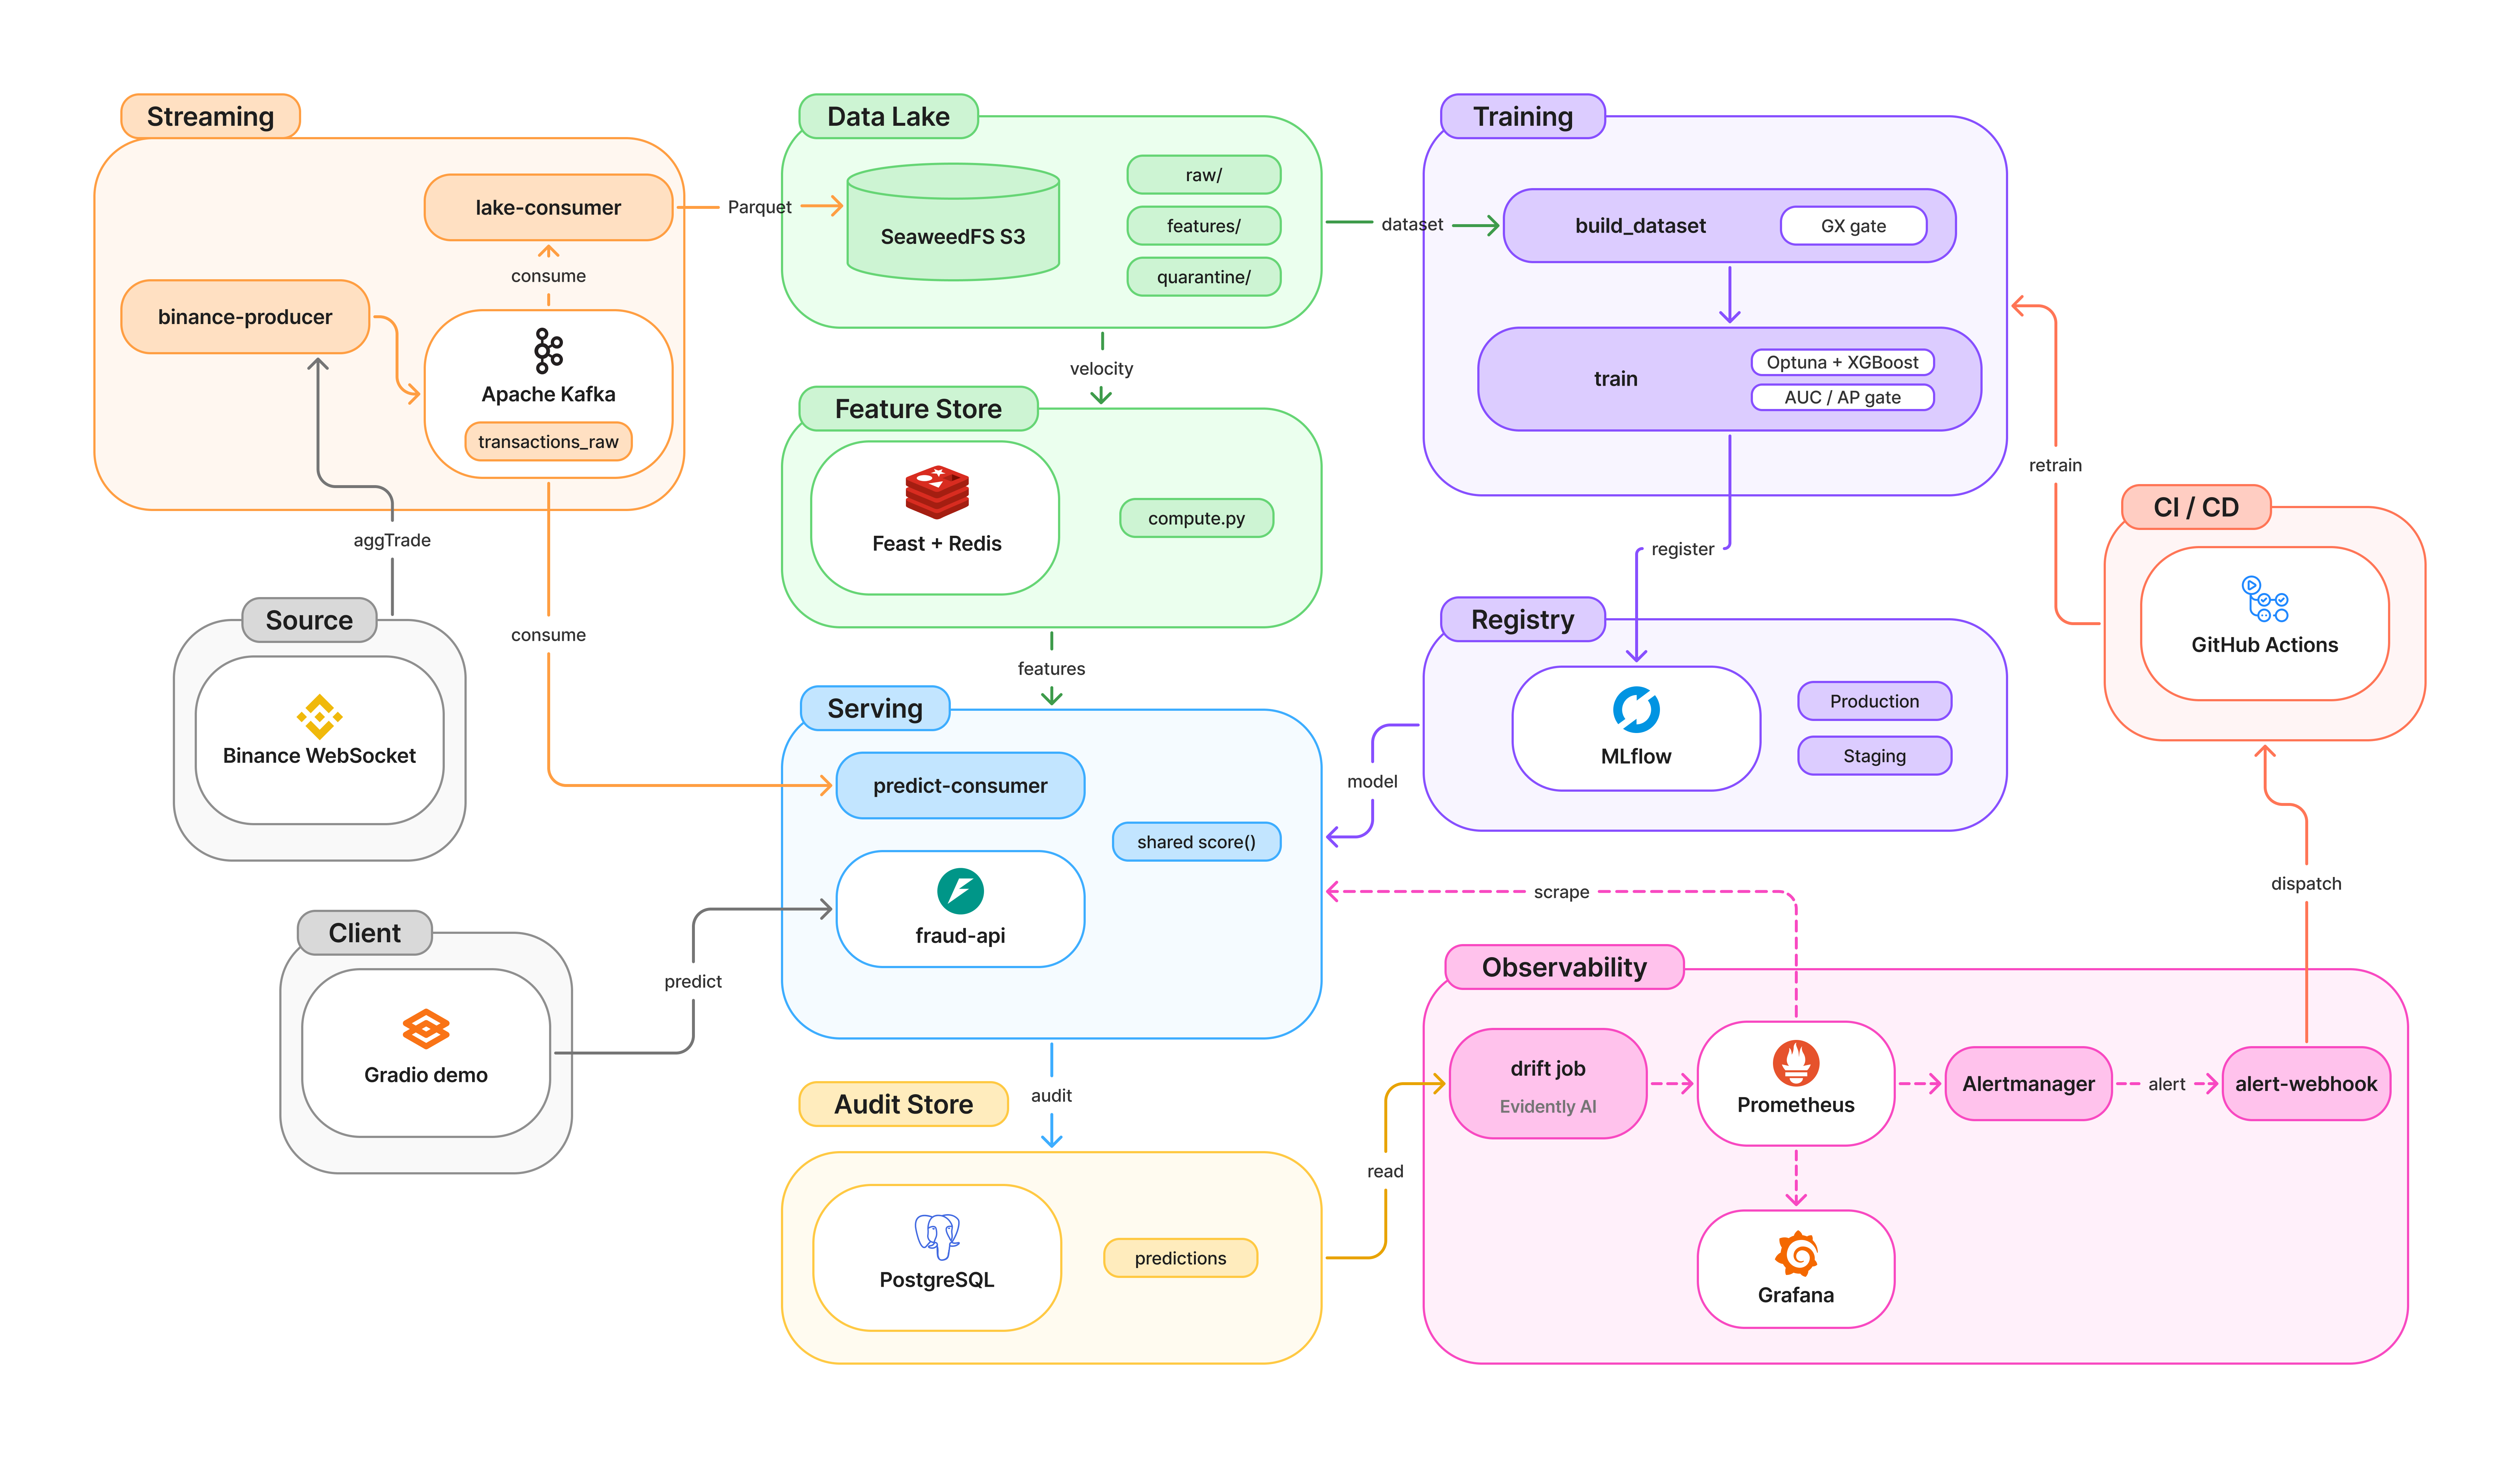 Streaming
lake-consumer
consume
binance-producer
Apache Kafka
transactions_raw
Parquet
aggTrade
consume
Source
Binance WebSocket
Client
Gradio demo
predict
Data Lake
SeaweedFS S3
raw/
features/
quarantine/
velocity
Feature Store
Feast + Redis
compute.py
features
Serving
predict-consumer
shared score()
fraud-api
audit
Audit Store
PostgreSQL
predictions
dataset
Training
build_dataset
GX gate
train
Optuna + XGBoost
AUC / AP gate
register
Registry
MLflow
Production
Staging
model
scrape
retrain
CI / CD
GitHub Actions
dispatch
Observability
read
drift job
Evidently AI
Prometheus
Alertmanager
alert
alert-webhook
Grafana